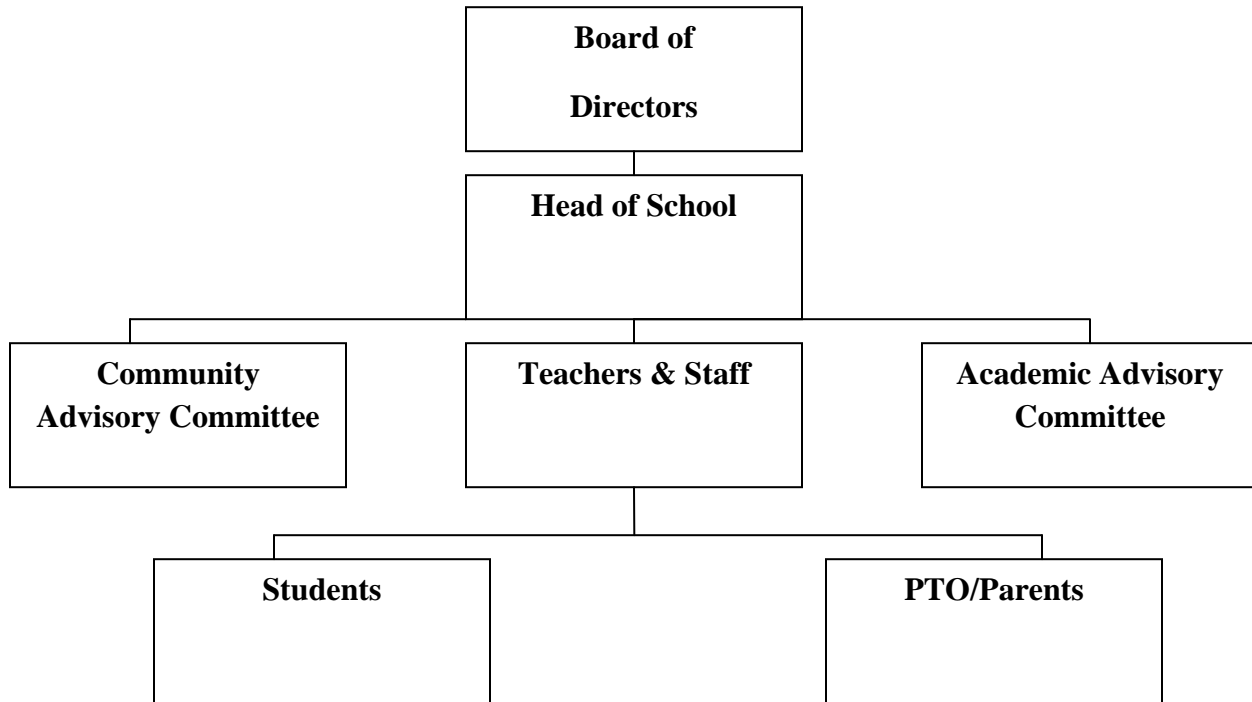 Board of
Directors
Head of School
Community
Advisory Committee
Teachers & Staff
Academic Advisory
Committee
Students
PTO/Parents